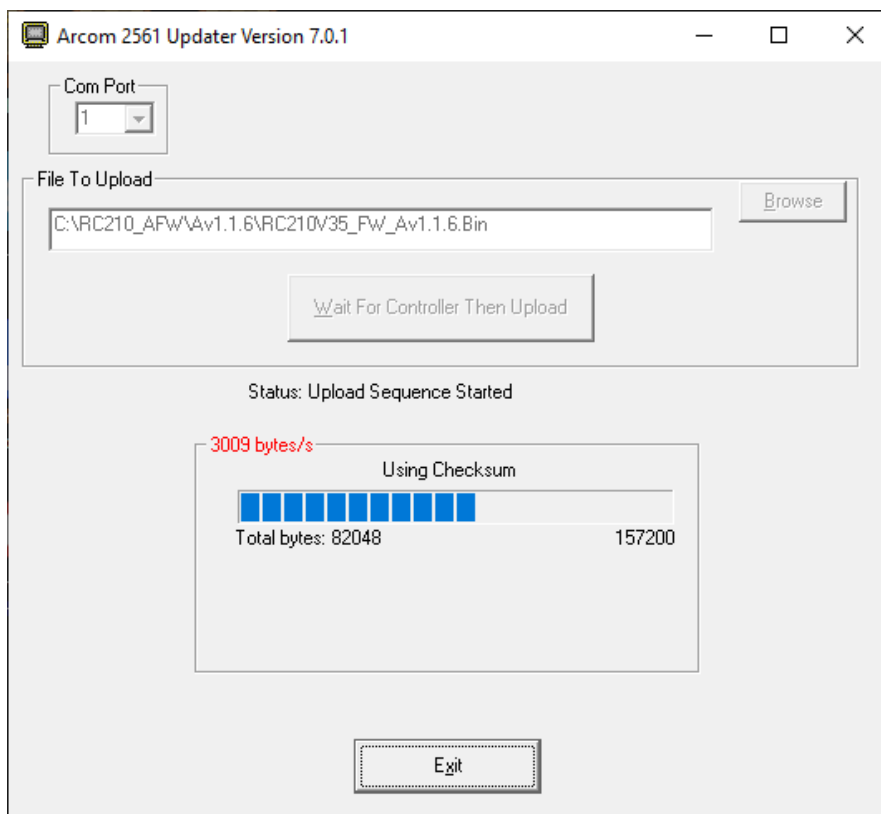 Arcom 2561 Updater Version 7.0.1
Com Port
1
File To Upload
Browse
C:\RC210_AFW\Av1.1.6\RC210V35_FW_Av1.1.6.Bin
Wait For Controller Then Upload
Status: Upload Sequence Started
3009 bytes/s
Using Checksum
Total bytes: 82048 157200
Exit